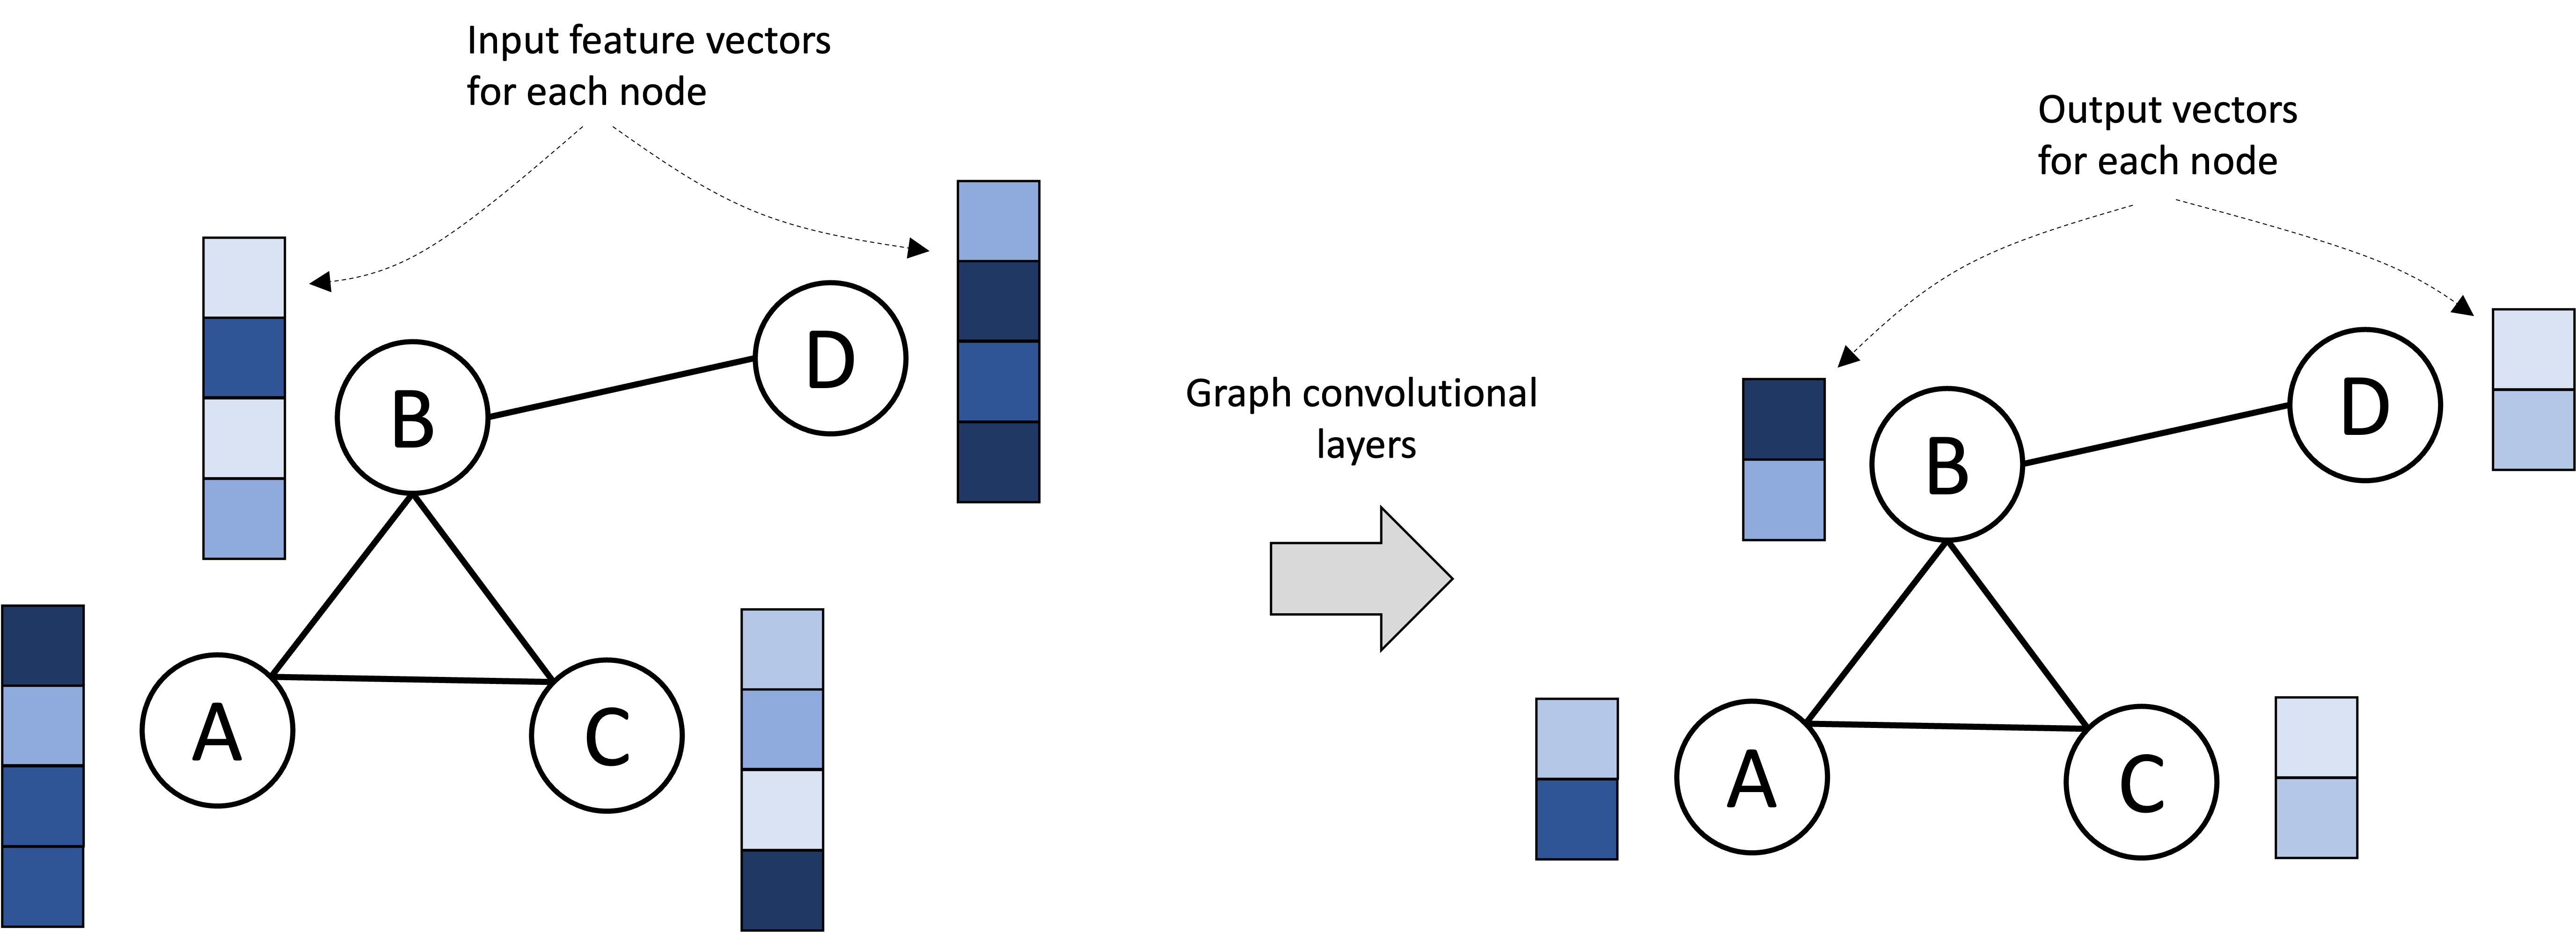 Input feature vectors
for each node
B
D
A
C
Graph convolutional
layers
Output vectors
for each node
B
D
A
C